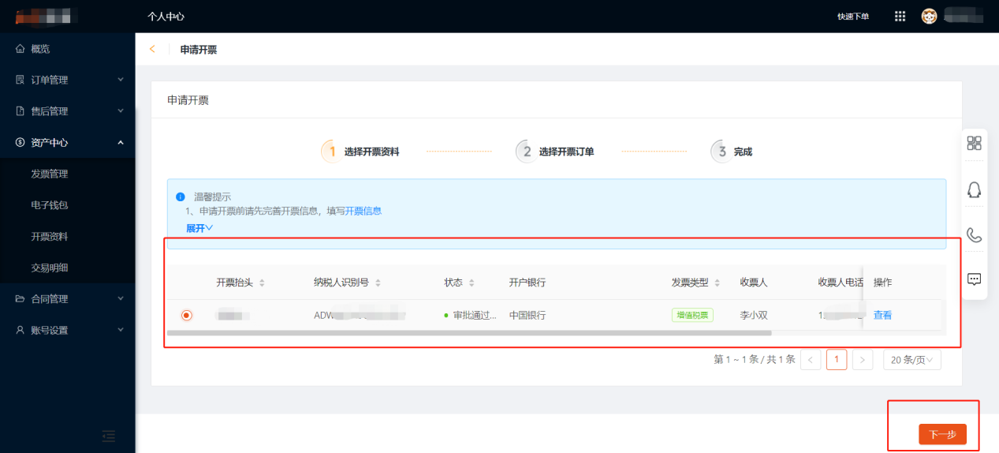 个人中心
快速下单
概览
订单管理
售后管理
资产中心
发票管理
电子钱包
开票资料
交易明细
合同管理
账号设置
申请开票
申请开票
1 选择开票资料
2 选择开票订单
3 完成
温馨提示
1、申请开票前请先完善开票信息，填写开票信息
展开
开票抬头 纳税人识别号 状态 开户银行 发票类型 收票人 收票人电话 操作
ADW 审批通过... 中国银行 增值税票 李小双 1 查看
第 1 ~ 1 条 / 共 1 条 1 20 条/页
下一步